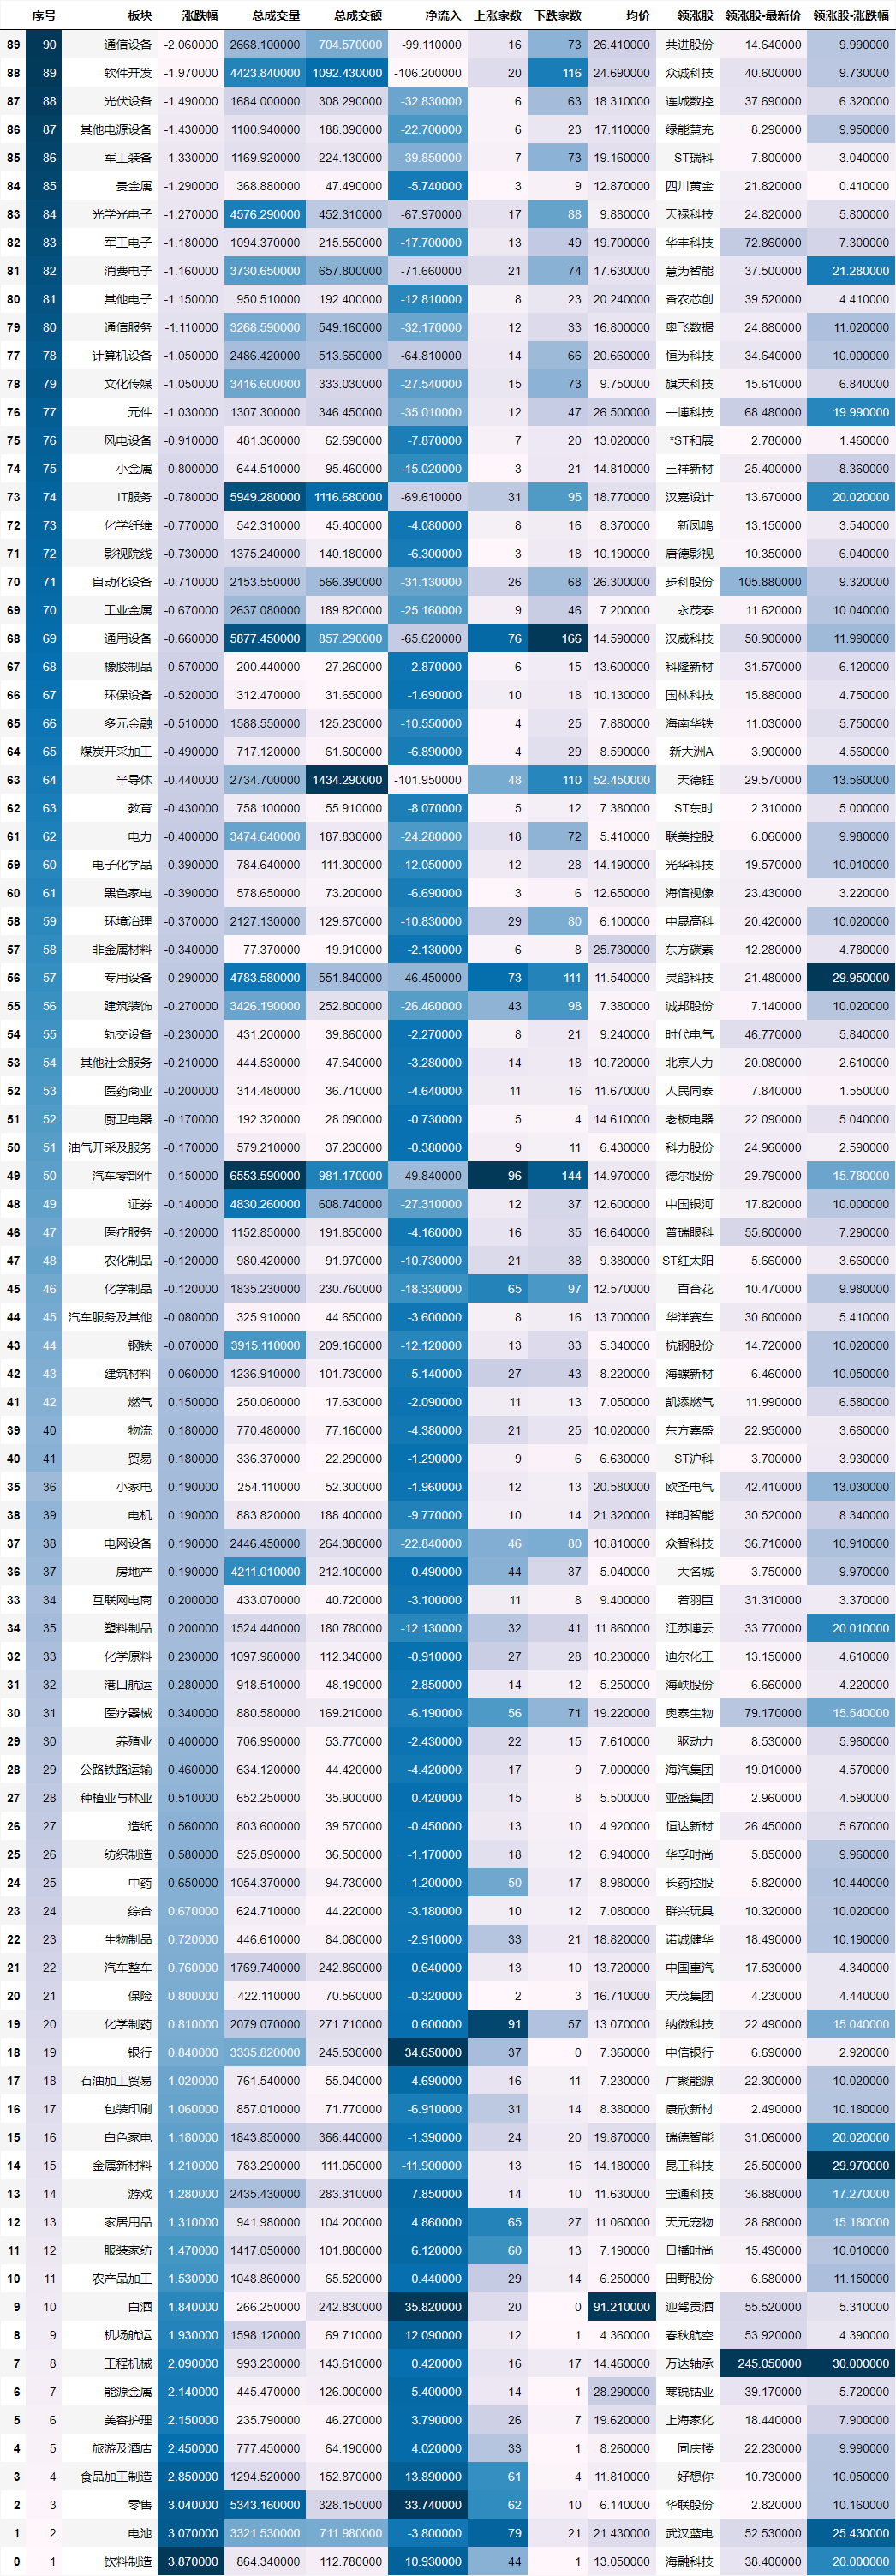 序号 板块 涨跌幅 总成交量 总成交额 净流入 上涨家数 下跌家数 均价 领涨股 领涨股-最新价 领涨股-涨跌幅
89 90 通信设备 -2.060000 2668.100000 704.570000 -99.110000 16 73 26.410000 共进股份 14.640000 9.990000
88 89 软件开发 -1.970000 4423.840000 1092.430000 -106.200000 20 116 24.690000 众诚科技 40.600000 9.730000
87 88 光伏设备 -1.490000 1684.000000 308.290000 -32.830000 6 63 18.310000 连城数控 37.690000 6.320000
86 87 其他电源设备 -1.430000 1100.940000 188.390000 -22.700000 6 23 17.110000 绿能慧充 8.290000 9.950000
85 86 军工装备 -1.330000 1169.920000 224.130000 -39.850000 7 73 19.160000 ST瑞科 7.800000 3.040000
84 85 贵金属 -1.290000 368.880000 47.490000 -5.740000 3 9 12.870000 四川黄金 21.820000 0.410000
83 84 光学光电子 -1.270000 4576.290000 452.310000 -67.970000 17 88 9.880000 天禄科技 24.820000 5.800000
82 83 军工电子 -1.180000 1094.370000 215.550000 -17.700000 13 49 19.700000 华丰科技 72.860000 7.300000
81 82 消费电子 -1.160000 3730.650000 657.800000 -71.660000 21 74 17.630000 慧为智能 37.500000 21.280000
80 81 其他电子 -1.150000 950.510000 192.400000 -12.810000 8 23 20.240000 香农芯创 39.520000 4.410000
79 80 通信服务 -1.110000 3268.590000 549.160000 -32.170000 12 33 16.800000 奥飞数据 24.880000 11.020000
77 78 计算机设备 -1.050000 2486.420000 513.650000 -64.810000 14 66 20.660000 恒为科技 34.640000 10.000000
78 79 文化传媒 -1.050000 3416.600000 333.030000 -27.540000 15 73 9.750000 旗天科技 15.610000 6.840000
76 77 元件 -1.030000 1307.300000 346.450000 -35.010000 12 47 26.500000 一博科技 68.480000 19.990000
75 76 风电设备 -0.910000 481.360000 62.690000 -7.870000 7 20 13.020000 *ST和展 2.780000 1.460000
74 75 小金属 -0.800000 644.510000 95.460000 -15.020000 3 21 14.810000 三祥新材 25.400000 8.360000
73 74 IT服务 -0.780000 5949.280000 1116.680000 -69.610000 31 95 18.770000 汉嘉设计 13.670000 20.020000
72 73 化学纤维 -0.770000 542.310000 45.400000 -4.080000 8 16 8.370000 新凤鸣 13.150000 3.540000
71 72 影视院线 -0.730000 1375.240000 140.180000 -6.300000 3 18 10.190000 唐德影视 10.350000 6.040000
70 71 自动化设备 -0.710000 2153.550000 566.390000 -31.130000 26 68 26.300000 步科股份 105.880000 9.320000
69 70 工业金属 -0.670000 2637.080000 189.820000 -25.160000 9 46 7.200000 永茂泰 11.620000 10.040000
68 69 通用设备 -0.660000 5877.450000 857.290000 -65.620000 76 166 14.590000 汉威科技 50.900000 11.990000
67 68 橡胶制品 -0.570000 200.440000 27.260000 -2.870000 6 15 13.600000 科隆新材 31.570000 6.120000
66 67 环保设备 -0.520000 312.470000 31.650000 -1.690000 10 18 10.130000 国林科技 15.880000 4.750000
65 66 多元金融 -0.510000 1588.550000 125.230000 -10.550000 4 25 7.880000 海南华铁 11.030000 5.750000
64 65 煤炭开采加工 -0.490000 717.120000 61.600000 -6.890000 4 29 8.590000 新大洲A 3.900000 4.560000
63 64 半导体 -0.440000 2734.700000 1434.290000 -101.950000 48 110 52.450000 天德钰 29.570000 13.560000
62 63 教育 -0.430000 758.100000 55.910000 -8.070000 5 12 7.380000 ST东时 2.310000 5.000000
61 62 电力 -0.400000 3474.640000 187.830000 -24.280000 18 72 5.410000 联美控股 6.060000 9.980000
59 60 电子化学品 -0.390000 784.640000 111.300000 -12.050000 12 28 14.190000 光华科技 19.570000 10.010000
60 61 黑色家电 -0.390000 578.650000 73.200000 -6.690000 3 6 12.650000 海信视像 23.430000 3.220000
58 59 环境治理 -0.370000 2127.130000 129.670000 -10.830000 29 80 6.100000 中晟高科 20.420000 10.020000
57 58 非金属材料 -0.340000 77.370000 19.910000 -2.130000 6 8 25.730000 东方碳素 12.280000 4.780000
56 57 专用设备 -0.290000 4783.580000 551.840000 -46.450000 73 111 11.540000 灵鸽科技 21.480000 29.950000
55 56 建筑装饰 -0.270000 3426.190000 252.800000 -26.460000 43 98 7.380000 诚邦股份 7.140000 10.020000
54 55 轨交设备 -0.230000 431.200000 39.860000 -2.270000 8 21 9.240000 时代电气 46.770000 5.840000
53 54 其他社会服务 -0.210000 444.530000 47.640000 -3.280000 14 18 10.720000 北京人力 20.080000 2.610000
52 53 医药商业 -0.200000 314.480000 36.710000 -4.640000 11 16 11.670000 人民同泰 7.840000 1.550000
51 52 厨卫电器 -0.170000 192.320000 28.090000 -0.730000 5 4 14.610000 老板电器 22.090000 5.040000
50 51 油气开采及服务 -0.170000 579.210000 37.230000 -0.380000 9 11 6.430000 科力股份 24.960000 2.590000
49 50 汽车零部件 -0.150000 6553.590000 981.170000 -49.840000 96 144 14.970000 德尔股份 29.790000 15.780000
48 49 证券 -0.140000 4830.260000 608.740000 -27.310000 12 37 12.600000 中国银河 17.820000 10.000000
46 47 医疗服务 -0.120000 1152.850000 191.850000 -4.160000 16 35 16.640000 普瑞眼科 55.600000 7.290000
47 48 农化制品 -0.120000 980.420000 91.970000 -10.730000 21 38 9.380000 ST红太阳 5.660000 3.660000
45 46 化学制品 -0.120000 1835.230000 230.760000 -18.330000 65 97 12.570000 百合花 10.470000 9.980000
44 45 汽车服务及其他 -0.080000 325.910000 44.650000 -3.600000 8 16 13.700000 华洋赛车 30.600000 5.410000
43 44 钢铁 -0.070000 3915.110000 209.160000 -12.120000 13 33 5.340000 杭钢股份 14.720000 10.020000
42 43 建筑材料 0.060000 1236.910000 101.730000 -5.140000 27 43 8.220000 海螺新材 6.460000 10.050000
41 42 燃气 0.150000 250.060000 17.630000 -2.090000 11 13 7.050000 凯添燃气 11.990000 6.580000
39 40 物流 0.180000 770.480000 77.160000 -4.380000 21 25 10.020000 东方嘉盛 22.950000 3.660000
40 41 贸易 0.180000 336.370000 22.290000 -1.290000 9 6 6.630000 ST沪科 3.700000 3.930000
35 36 小家电 0.190000 254.110000 52.300000 -1.960000 12 13 20.580000 欧圣电气 42.410000 13.030000
38 39 电机 0.190000 883.820000 188.400000 -9.770000 10 14 21.320000 祥明智能 30.520000 8.340000
37 38 电网设备 0.190000 2446.450000 264.380000 -22.840000 46 80 10.810000 众智科技 36.710000 10.910000
36 37 房地产 0.190000 4211.010000 212.100000 -0.490000 44 37 5.040000 大名城 3.750000 9.970000
33 34 互联网电商 0.200000 433.070000 40.720000 -3.100000 11 8 9.400000 若羽臣 31.310000 3.370000
34 35 塑料制品 0.200000 1524.440000 180.780000 -12.130000 32 41 11.860000 江苏博云 33.770000 20.010000
32 33 化学原料 0.230000 1097.980000 112.340000 -0.910000 27 28 10.230000 迪尔化工 13.150000 4.610000
31 32 港口航运 0.280000 918.510000 48.190000 -2.850000 14 12 5.250000 海峡股份 6.660000 4.220000
30 31 医疗器械 0.340000 880.580000 169.210000 -6.190000 56 71 19.220000 奥泰生物 79.170000 15.540000
29 30 养殖业 0.400000 706.990000 53.770000 -2.430000 22 15 7.610000 驱动力 8.530000 5.960000
28 29 公路铁路运输 0.460000 634.120000 44.420000 -4.420000 17 9 7.000000 海汽集团 19.010000 4.570000
27 28 种植业与林业 0.510000 652.250000 35.900000 0.420000 15 8 5.500000 亚盛集团 2.960000 4.590000
26 27 造纸 0.560000 803.600000 39.570000 -0.450000 13 10 4.920000 恒达新材 26.450000 5.670000
25 26 纺织制造 0.580000 525.890000 36.500000 -1.170000 18 12 6.940000 华孚时尚 5.850000 9.960000
24 25 中药 0.650000 1054.370000 94.730000 -1.200000 50 17 8.980000 长药控股 5.820000 10.440000
23 24 综合 0.670000 624.710000 44.220000 -3.180000 10 12 7.080000 群兴玩具 10.320000 10.020000
22 23 生物制品 0.720000 446.610000 84.080000 -2.910000 33 21 18.820000 诺诚健华 18.490000 10.190000
21 22 汽车整车 0.760000 1769.740000 242.860000 0.640000 13 10 13.720000 中国重汽 17.530000 4.340000
20 21 保险 0.800000 422.110000 70.560000 -0.320000 2 3 16.710000 天茂集团 4.230000 4.440000
19 20 化学制药 0.810000 2079.070000 271.710000 0.600000 91 57 13.070000 纳微科技 22.490000 15.040000
18 19 银行 0.840000 3335.820000 245.530000 34.650000 37 0 7.360000 中信银行 6.690000 2.920000
17 18 石油加工贸易 1.020000 761.540000 55.040000 4.690000 16 11 7.230000 广聚能源 22.300000 10.020000
16 17 包装印刷 1.060000 857.010000 71.770000 -6.910000 31 14 8.380000 康欣新材 2.490000 10.180000
15 16 白色家电 1.180000 1843.850000 366.440000 -1.390000 24 20 19.870000 瑞德智能 31.060000 20.020000
14 15 金属新材料 1.210000 783.290000 111.050000 -11.900000 13 16 14.180000 昆工科技 25.500000 29.970000
13 14 游戏 1.280000 2435.430000 283.310000 7.850000 14 10 11.630000 宝通科技 36.880000 17.270000
12 13 家居用品 1.310000 941.980000 104.200000 4.860000 65 27 11.060000 天元宠物 28.680000 15.180000
11 12 服装家纺 1.470000 1417.050000 101.880000 6.120000 60 13 7.190000 日播时尚 15.490000 10.010000
10 11 农产品加工 1.530000 1048.860000 65.520000 0.440000 29 14 6.250000 田野股份 6.680000 11.150000
9 10 白酒 1.840000 266.250000 242.830000 35.820000 20 0 91.210000 迎驾贡酒 55.520000 5.310000
8 9 机场航运 1.930000 1598.120000 69.710000 12.090000 12 1 4.360000 春秋航空 53.920000 4.390000
7 8 工程机械 2.090000 993.230000 143.610000 0.420000 16 17 14.460000 万达轴承 245.050000 30.000000
6 7 能源金属 2.140000 445.470000 126.000000 5.400000 14 1 28.290000 寒锐钴业 39.170000 5.720000
5 6 美容护理 2.150000 235.790000 46.270000 3.790000 26 7 19.620000 上海家化 18.440000 7.900000
4 5 旅游及酒店 2.450000 777.450000 64.190000 4.020000 33 1 8.260000 同庆楼 22.230000 9.990000
3 4 食品加工制造 2.850000 1294.520000 152.870000 13.890000 61 4 11.810000 好想你 10.730000 10.050000
2 3 零售 3.040000 5343.160000 328.150000 33.740000 62 10 6.140000 华联股份 2.820000 10.160000
1 2 电池 3.070000 3321.530000 711.980000 -3.800000 79 21 21.430000 武汉蓝电 52.530000 25.430000
0 1 饮料制造 3.870000 864.340000 112.780000 10.930000 44 1 13.050000 海融科技 38.400000 20.000000